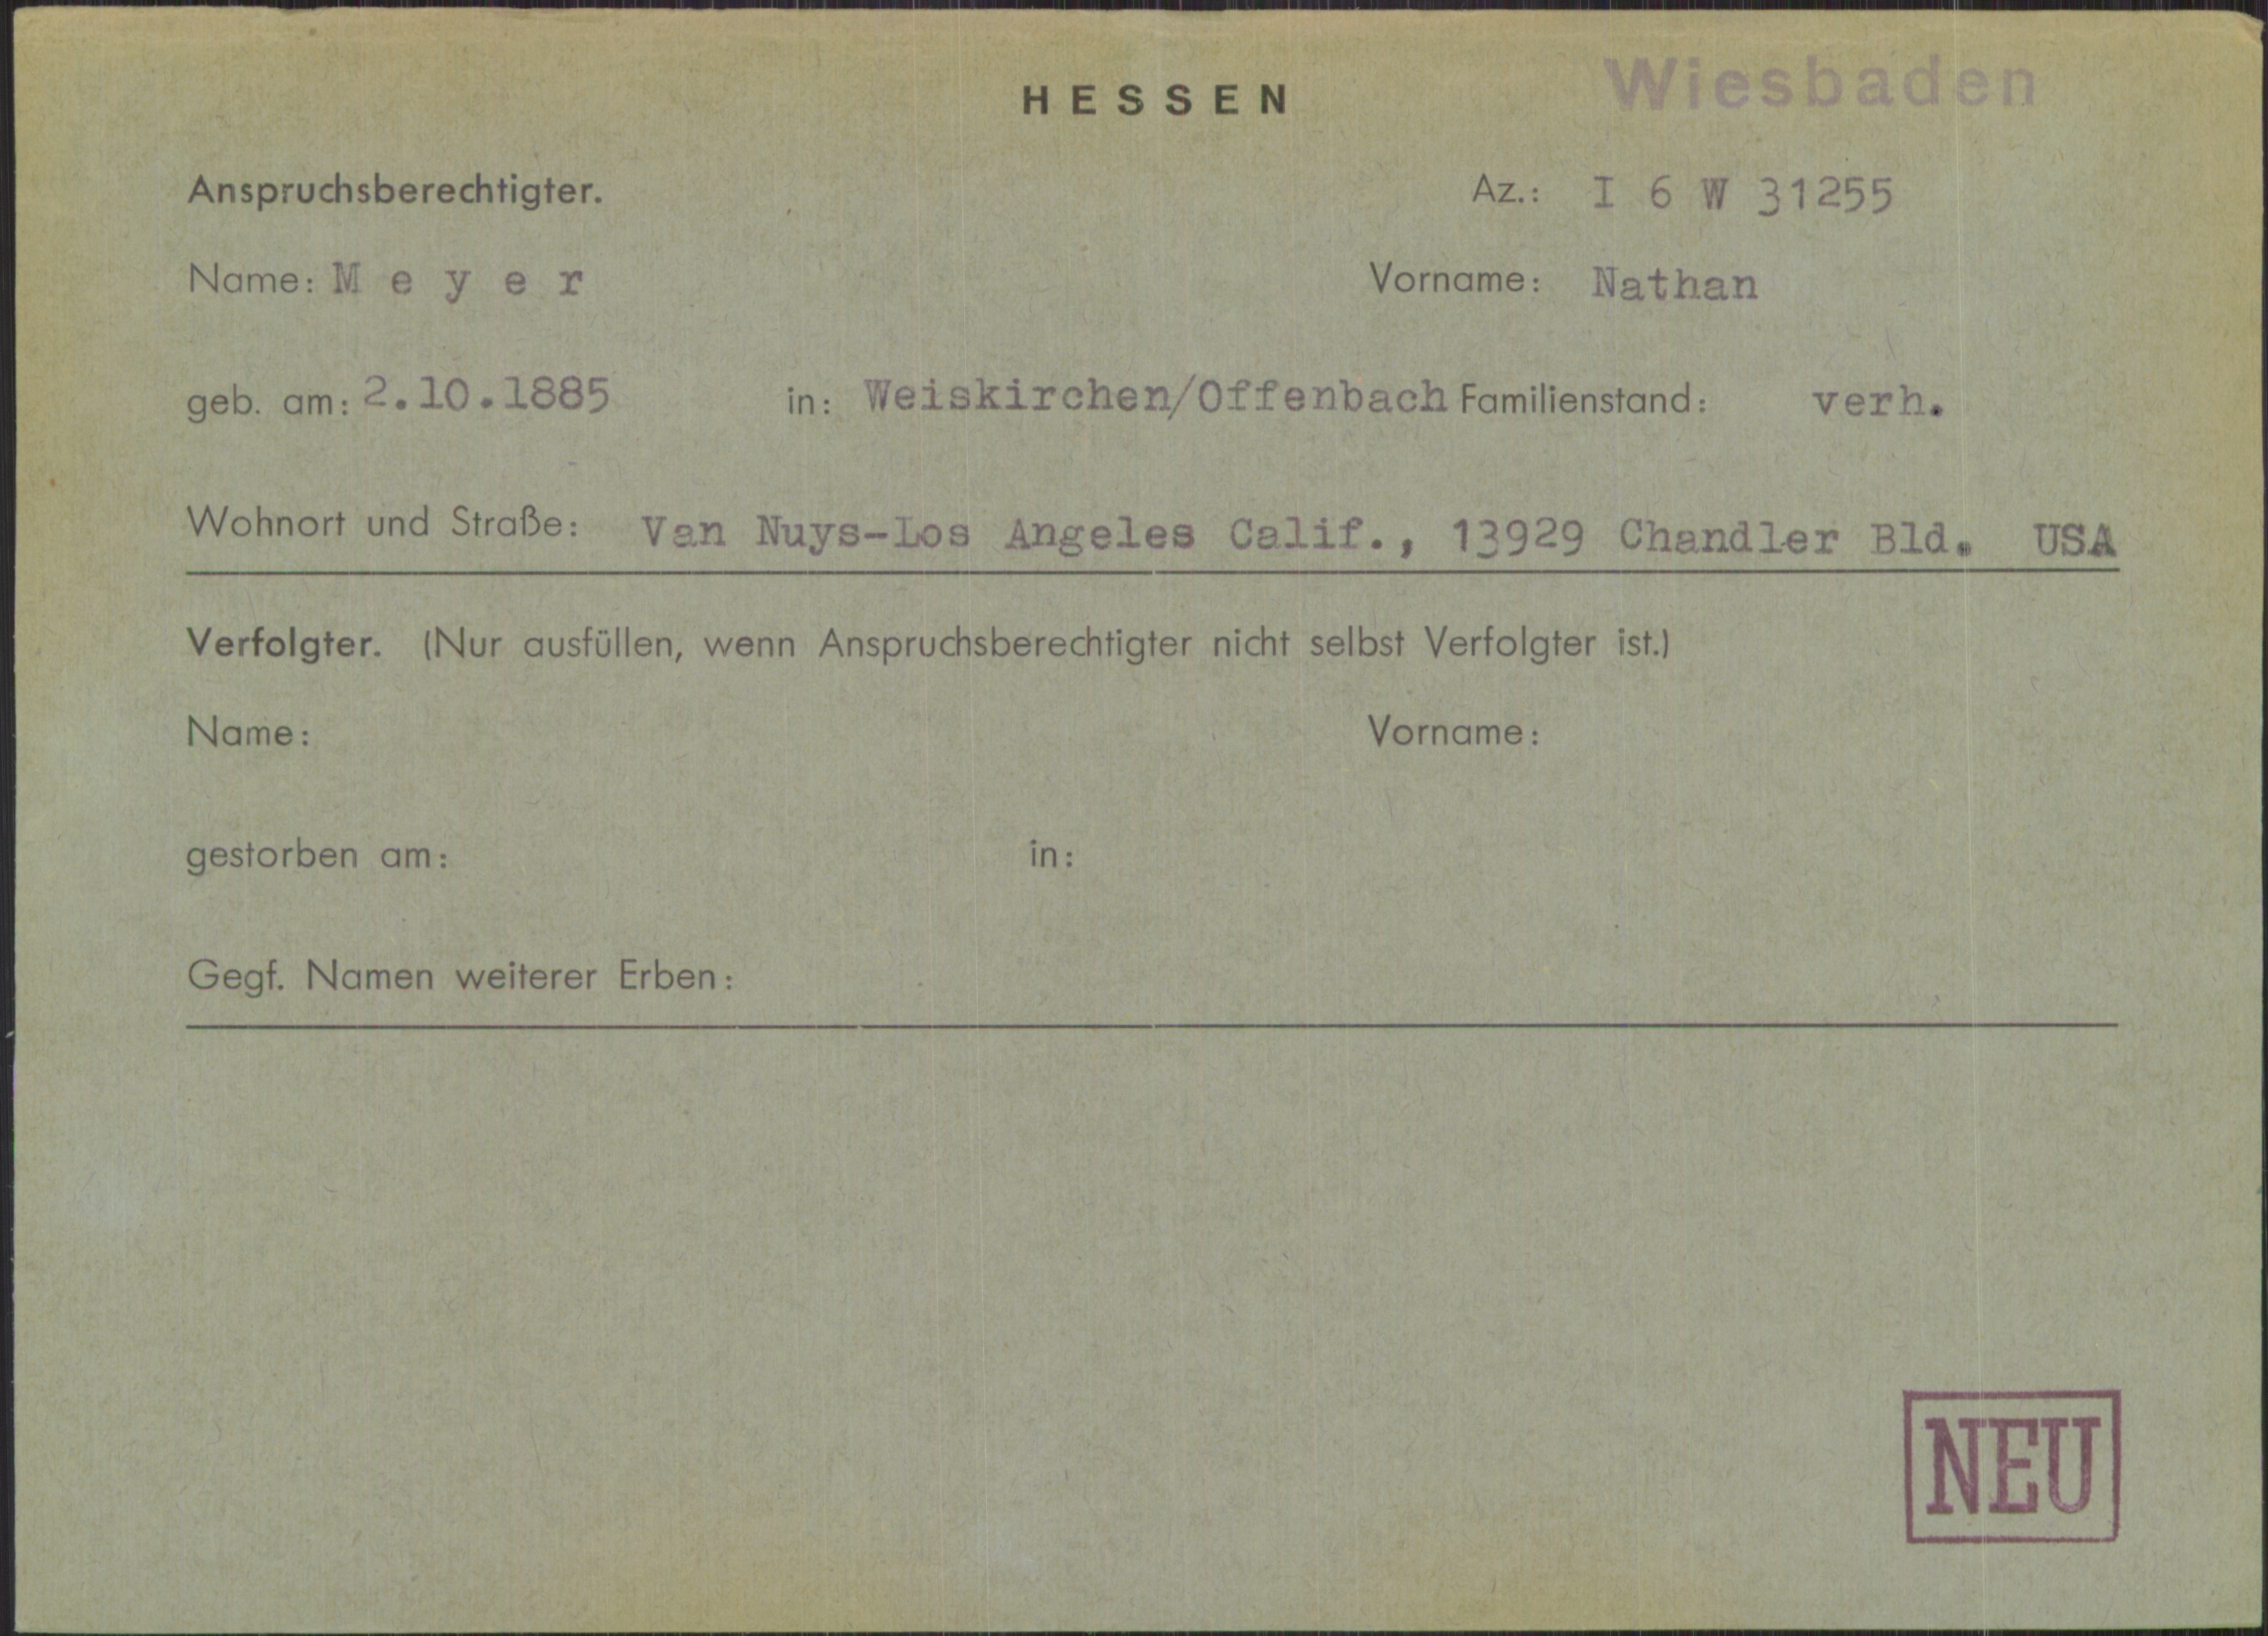 HESSEN
Wiesbaden
Anspruchsberechtigter.
Az.: I 6 W 31255
Name: Meyer
Vorname: Nathan
geb. am: 2.10.1885 in: Weiskirchen/Offenbach Familienstand: verh.
Wohnort und Straße: Van Nuys-Los Angeles Calif., 13929 Chandler Bld. USA
Verfolgter. (Nur ausfüllen, wenn Anspruchsberechtigter nicht selbst Verfolgter ist.)
Name: Vorname:
gestorben am: in:
Gegf. Namen weiterer Erben:
NEU